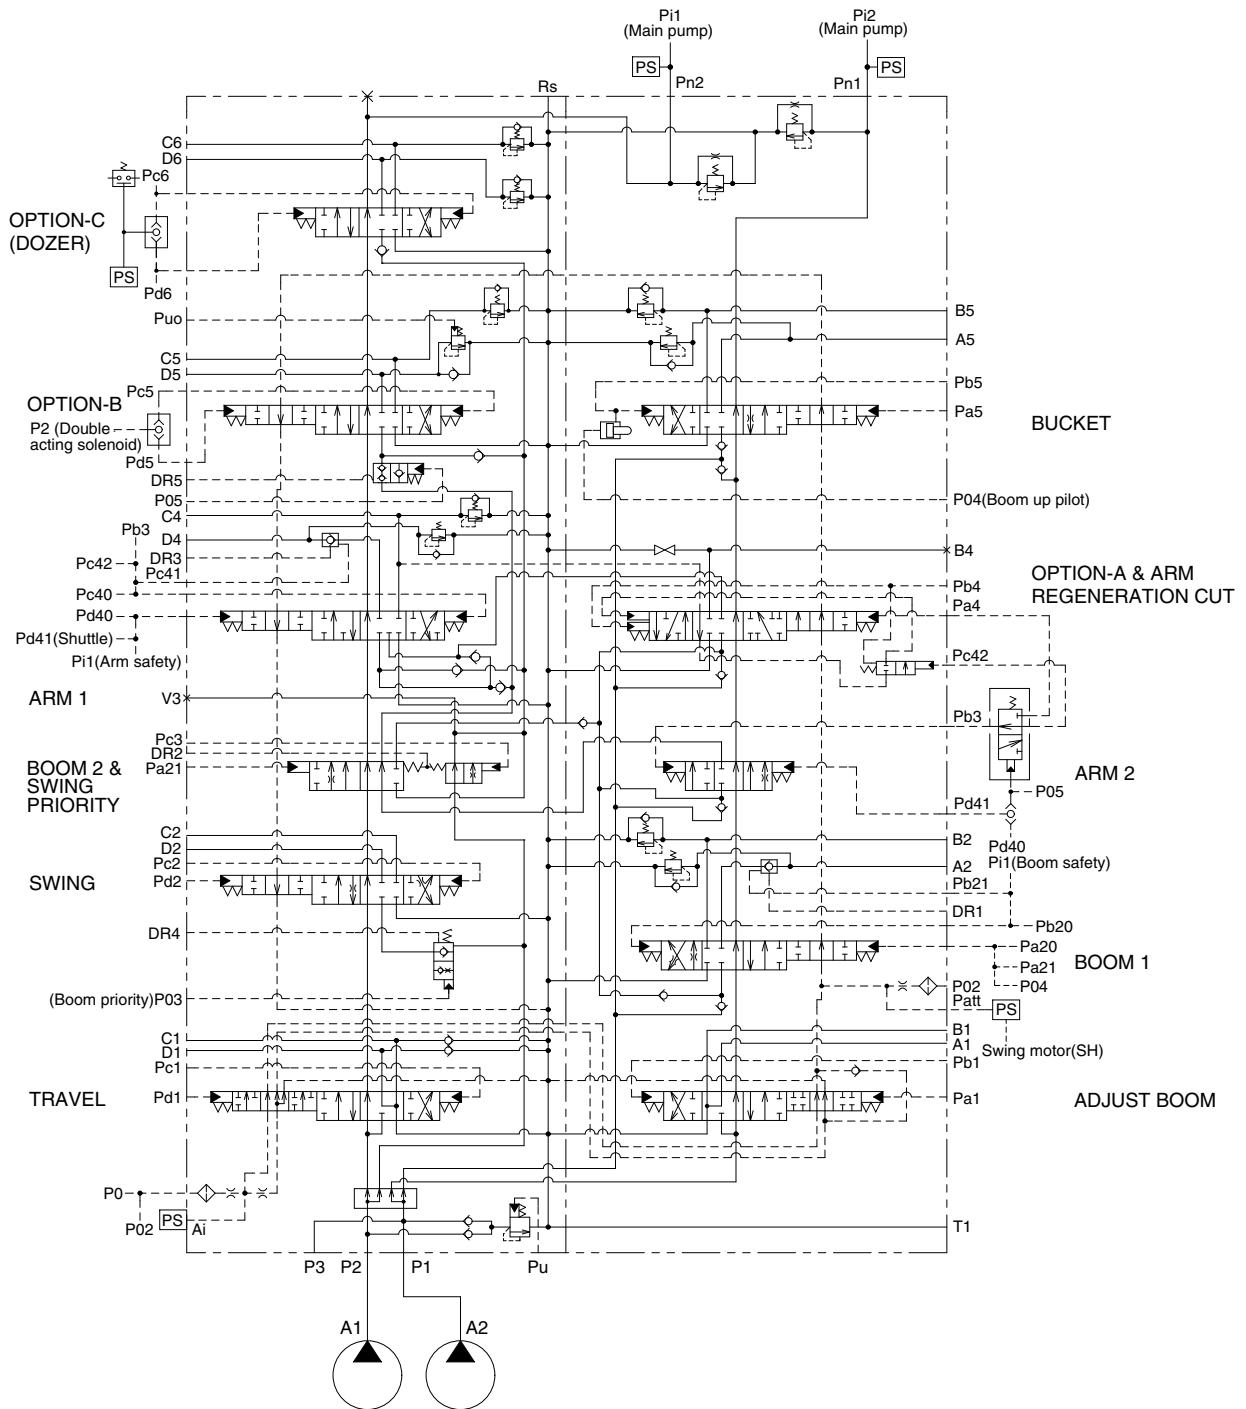 Pi1
(Main pump)
Pi2
(Main pump)
PS
PS
Pn2
Pn1
Rs
C6
D6
Pc6
OPTION-C
(DOZER)
PS
Pd6
Puo
B5
A5
C5
D5
Pc5
Pb5
OPTION-B
P2 (Double
acting solenoid)
Pa5
BUCKET
Pd5
DR5
P05
P04(Boom up pilot)
C4
Pb3
D4
DR3
B4
Pc42
Pc41
OPTION-A & ARM
REGENERATION CUT
Pc40
Pb4
Pa4
Pd40
Pd41(Shuttle)
Pi1(Arm safety)
Pc42
ARM 1
V3
Pb3
Pc3
DR2
Pa21
BOOM 2 &
SWING
PRIORITY
ARM 2
P05
Pd41
C2
D2
Pc2
B2
Pd40
Pi1(Boom safety)
A2
SWING
Pd2
Pb21
DR1
DR4
Pb20
Pa20
Pa21
P04
BOOM 1
(Boom priority)P03
P02
Patt
PS
C1
D1
Pc1
B1
A1
Swing motor(SH)
Pb1
TRAVEL
Pd1
Pa1
ADJUST BOOM
P0
P02
PS
Ai
T1
P3
P2
P1
Pu
A1
A2